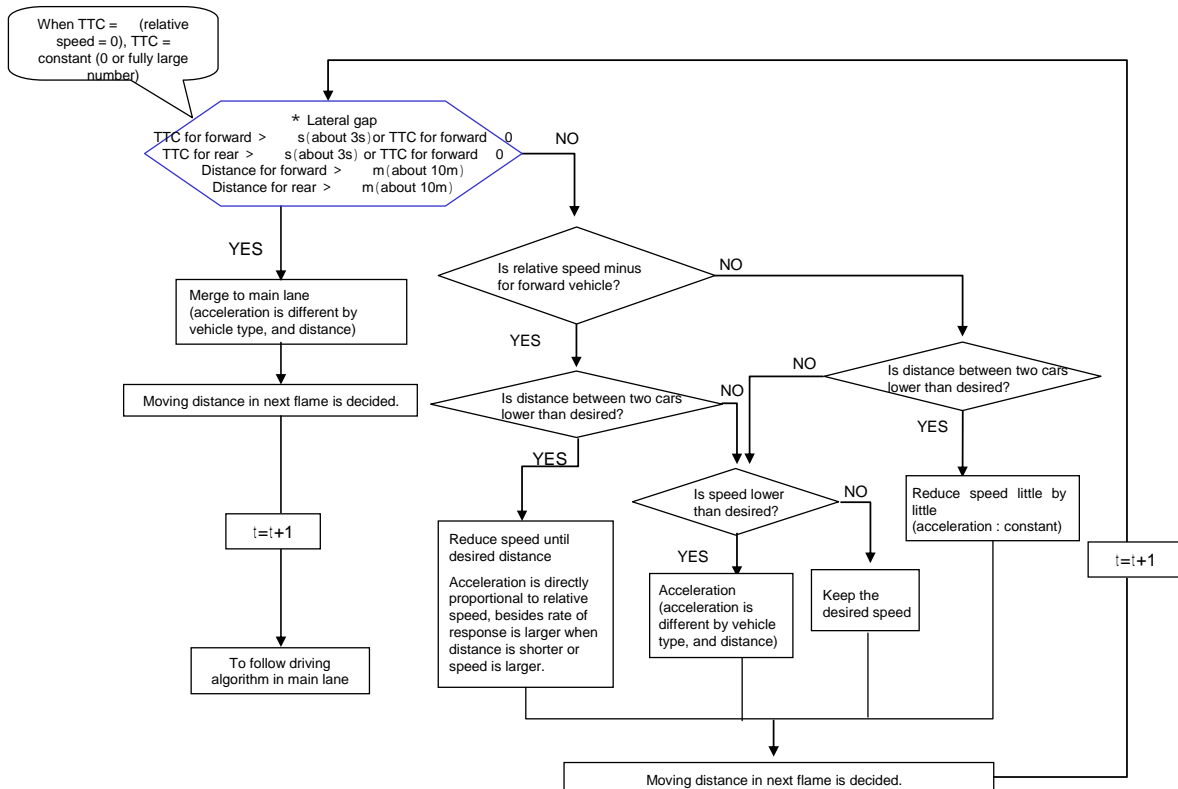 When TTC = (relative
speed = 0), TTC =
constant (0 or fully large
number)
* Lateral gap
TTC for forward > s(about 3s) or TTC for forward 0
TTC for rear > s(about 3s) or TTC for forward 0
Distance for forward > m(about 10m)
Distance for rear > m(about 10m)
NO
YES
Is relative speed minus
for forward vehicle?
NO
Merge to main lane
(acceleration is different by
vehicle type, and distance)
YES
NO
Is distance between two cars
lower than desired?
Moving distance in next flame is decided.
Is distance between two cars
lower than desired?
NO
YES
YES
Is speed lower
than desired?
NO
Reduce speed little by
little
(acceleration : constant)
t=t+1
Reduce speed until
desired distance
Acceleration is directly
proportional to relative
speed, besides rate of
response is larger when
distance is shorter or
speed is larger.
YES
t=t+1
Acceleration
(acceleration is
different by vehicle
type, and distance)
Keep the
desired speed
To follow driving
algorithm in main lane
Moving distance in next flame is decided.